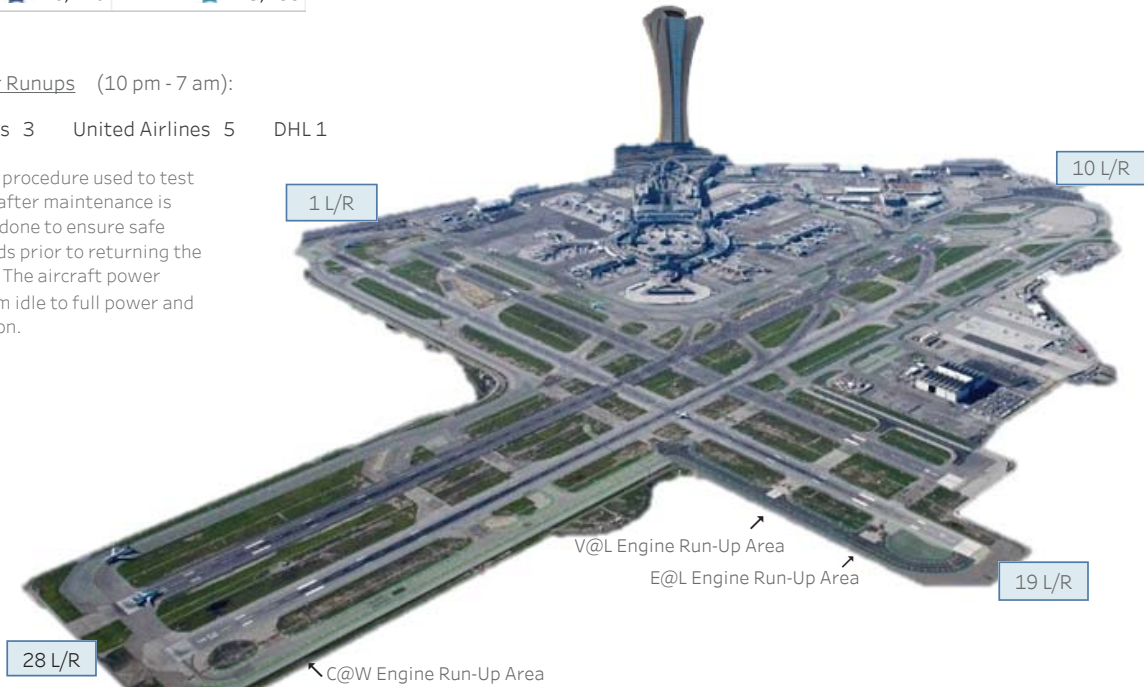 Runups (10 pm - 7 am):
s 3 United Airlines 5 DHL 1
procedure used to test
after maintenance is
done to ensure safe
ds prior to returning the
The aircraft power
m idle to full power and
on.
1 L/R
10 L/R
V@L Engine Run-Up Area
E@L Engine Run-Up Area
19 L/R
28 L/R
C@W Engine Run-Up Area